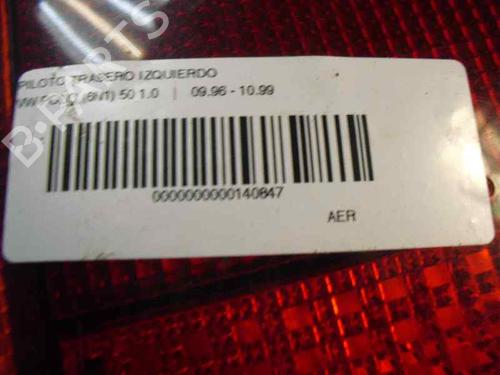 PILOTO TRASERO IZQUIERDO
VW POLO (6N1) 50 1.0 | 09.96 - 10.99
0000000000140847
AER
B-PARTS